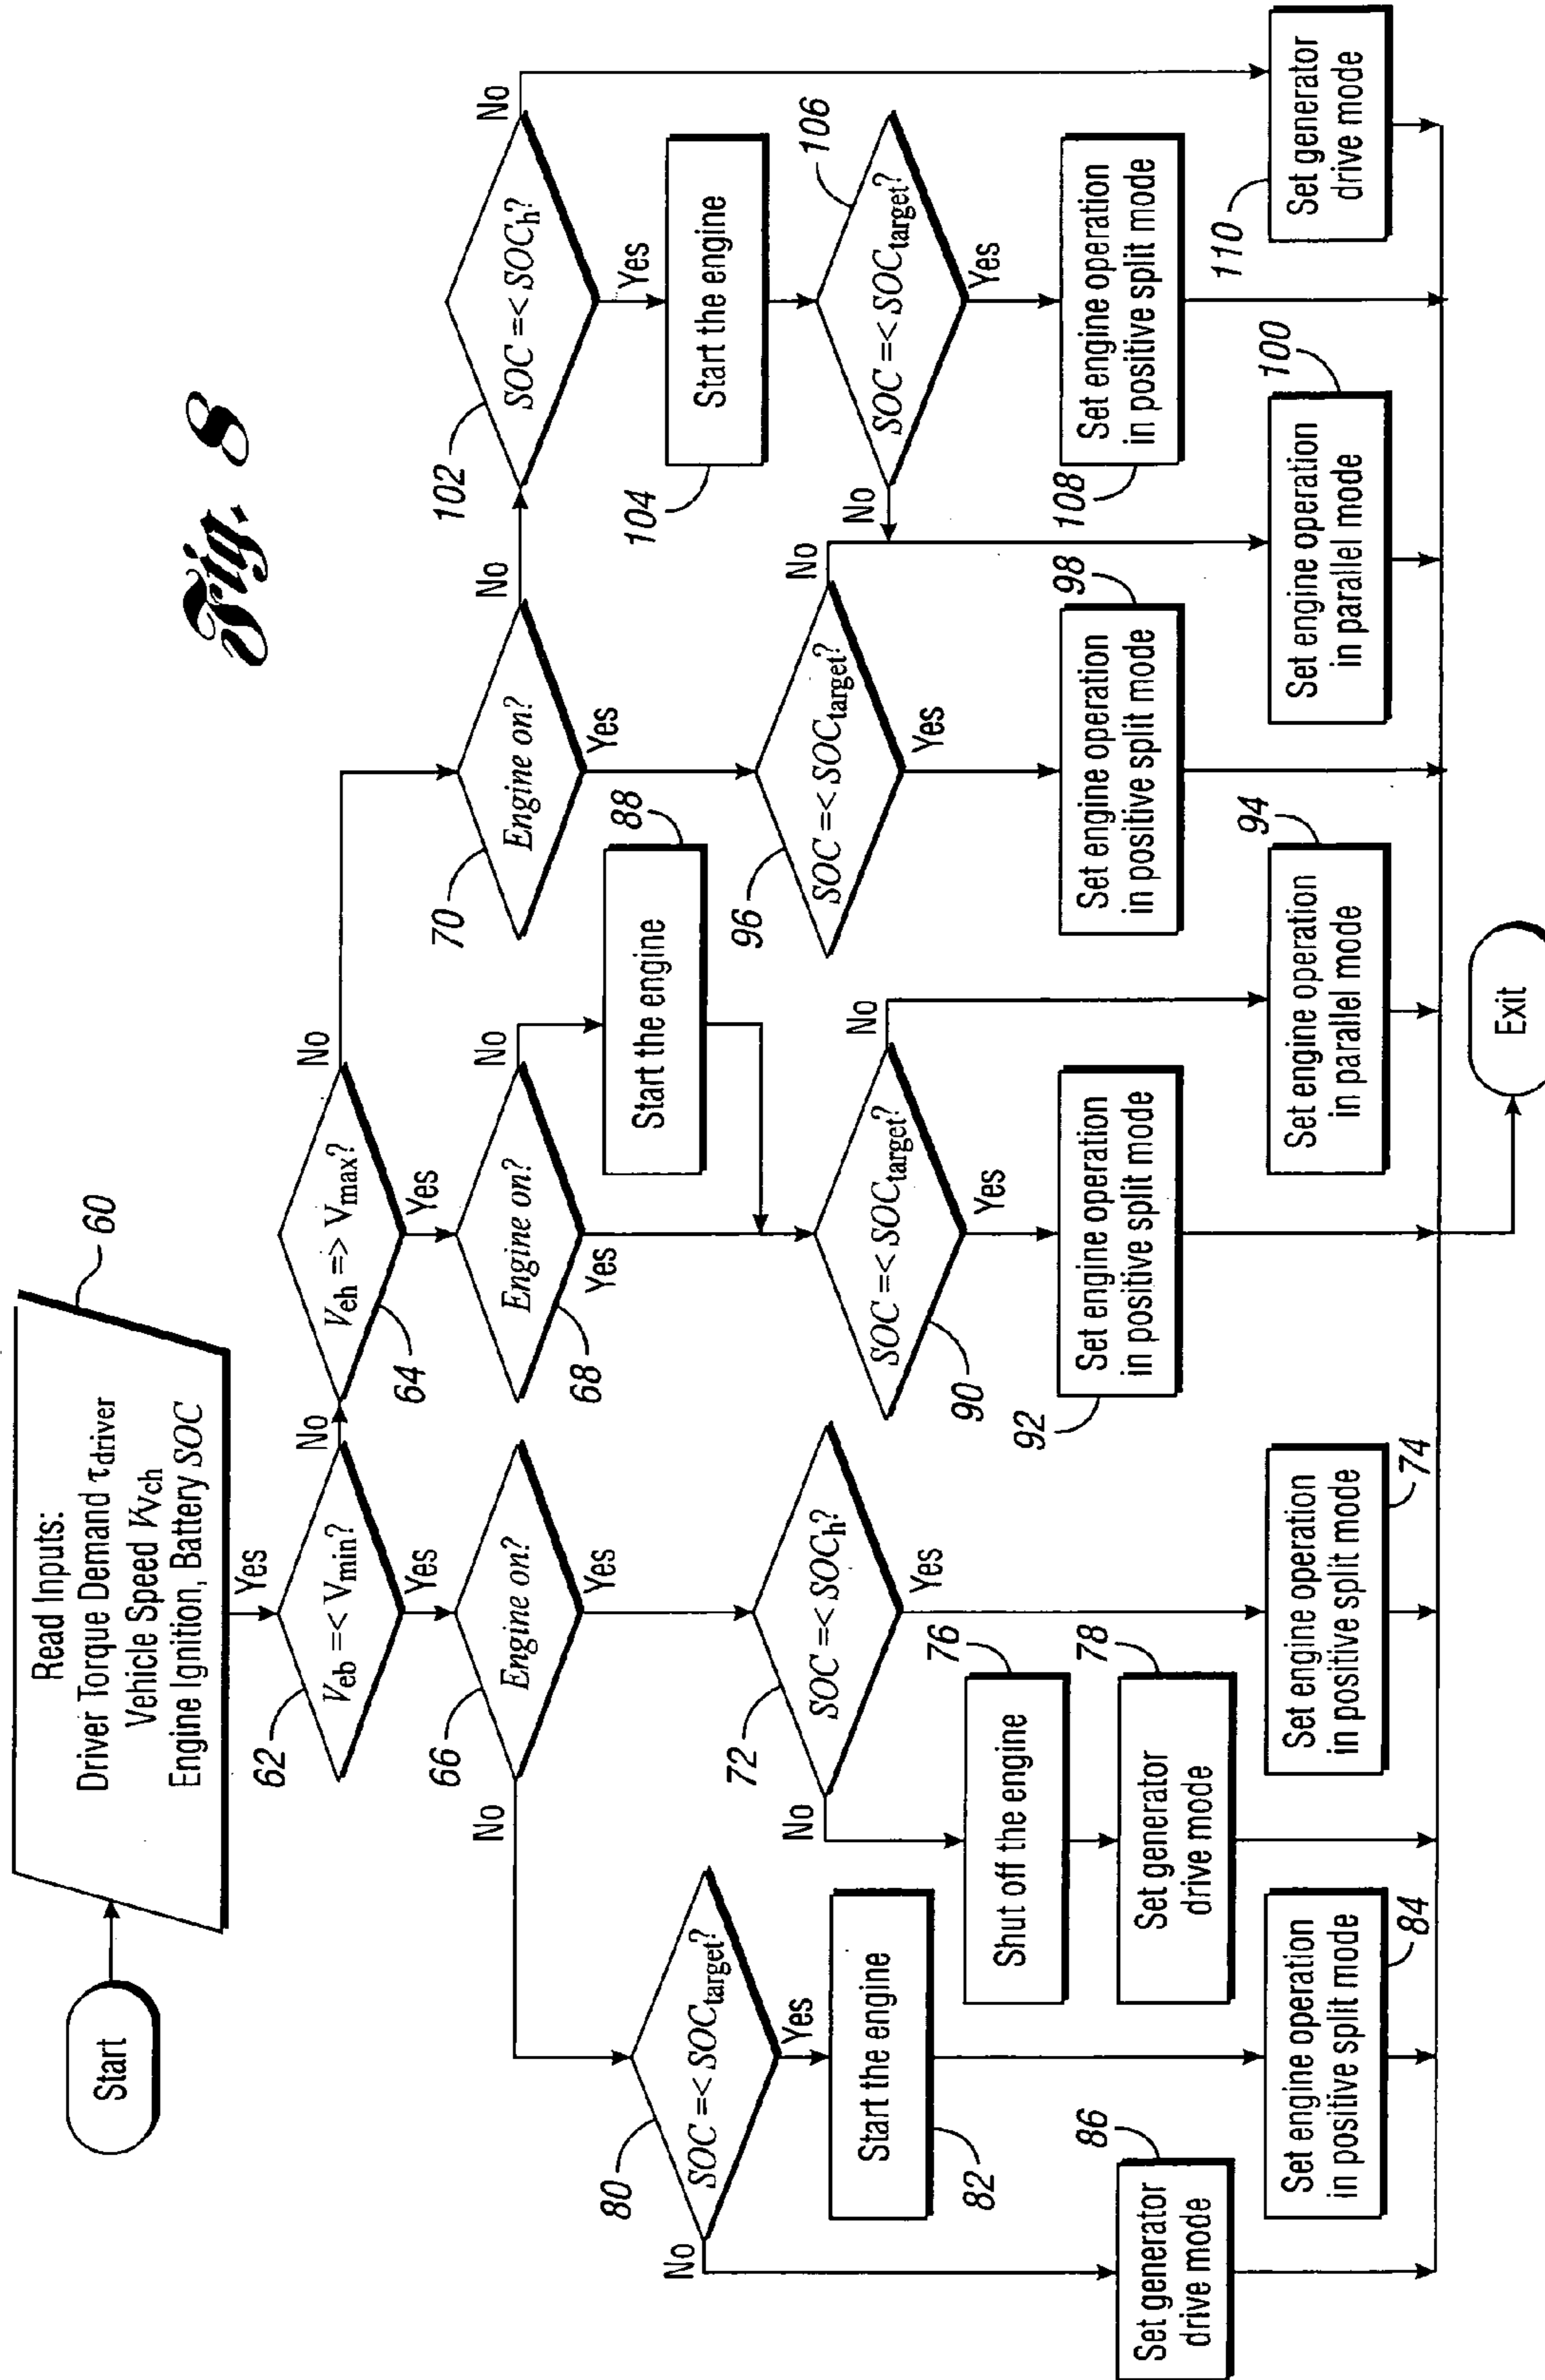 Fig. 8
Start
Read Inputs:
Driver Torque Demand τdriver
Vehicle Speed Vvch
Engine Ignition, Battery SOC
60
Yes
62
Veb =< Vmin?
No
Yes
64
Veh => Vmax?
No
Yes
66
Engine on?
No
Yes
68
Engine on?
No
Yes
70
Engine on?
No
Yes
102
SOC =< SOCh?
No
Yes
88
Start the engine
104
Start the engine
80
SOC =< SOCtarget?
No
Yes
72
SOC =< SOCh?
No
Yes
90
SOC =< SOCtarget?
No
Yes
96
SOC =< SOCtarget?
No
Yes
106
SOC =< SOCtarget?
No
Yes
82
Start the engine
76
Shut off the engine
78
Set generator
drive mode
92
Set engine operation
in positive split mode
98
Set engine operation
in positive split mode
108
Set engine operation
in positive split mode
86
Set generator
drive mode
84
Set engine operation
in positive split mode
74
Set engine operation
in positive split mode
94
Set engine operation
in parallel mode
100
Set engine operation
in parallel mode
110
Set generator
drive mode
Exit